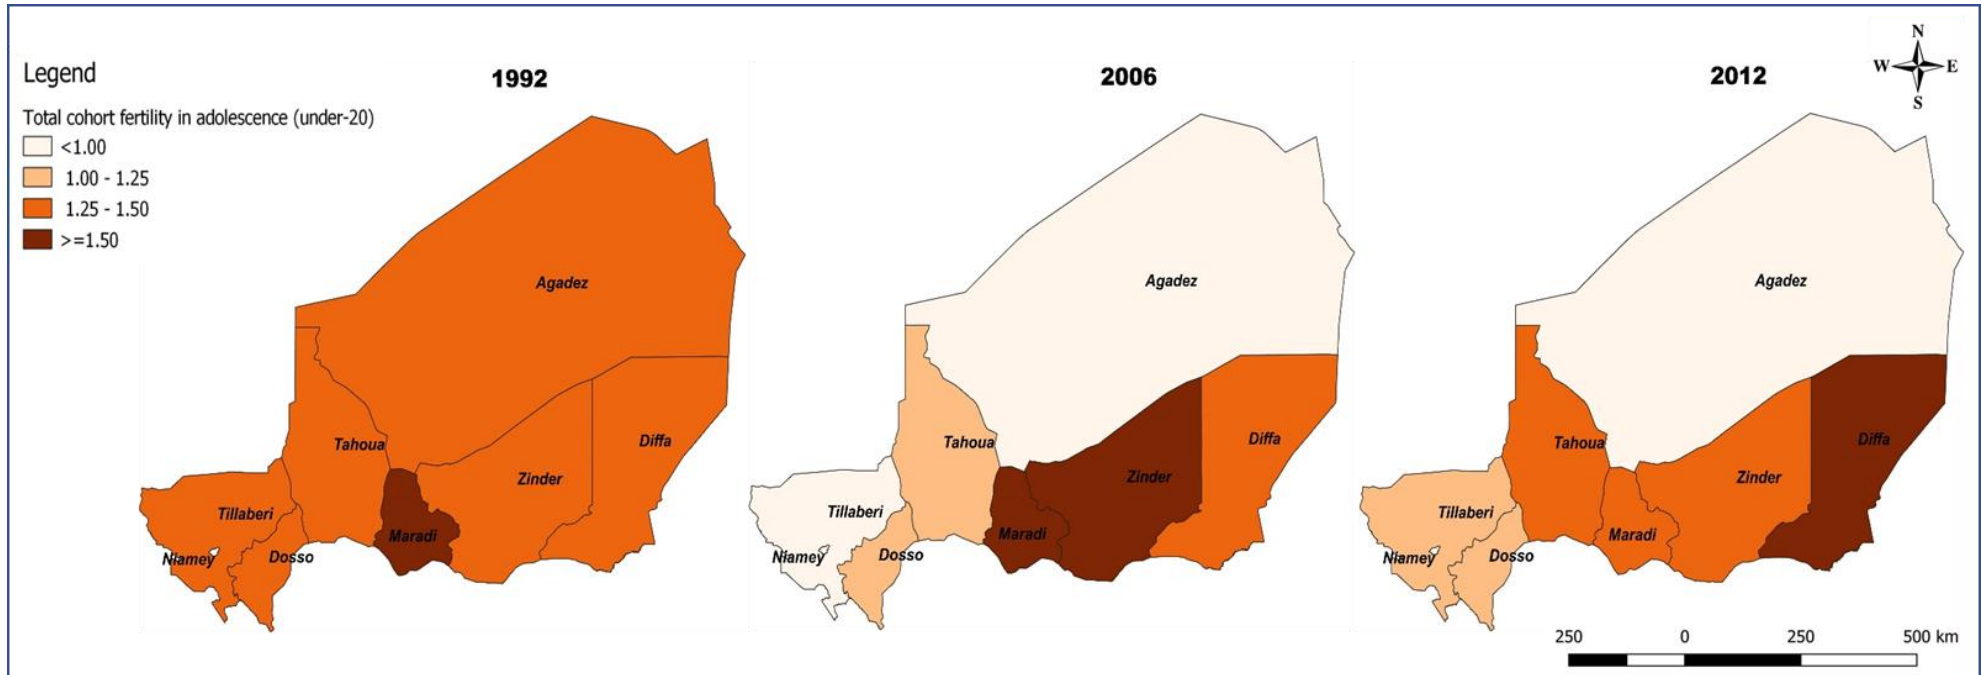 Legend
Total cohort fertility in adolescence (under-20)
<1.00
1.00 - 1.25
1.25 - 1.50
>=1.50
1992
Agadez
Tahoua
Diffa
Zinder
Tillaberi
Maradi
Niamey
Dosso
2006
Agadez
Tahoua
Diffa
Zinder
Tillaberi
Maradi
Niamey
Dosso
2012
Agadez
Tahoua
Diffa
Zinder
Tillaberi
Maradi
Niamey
Dosso
N
W E
S
250 0 250 500 km